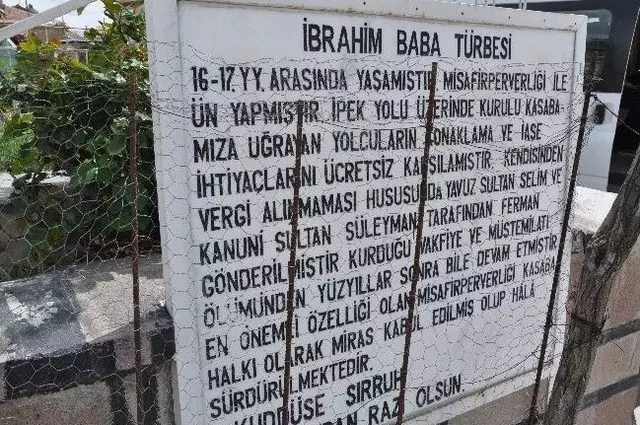 İBRAHİM BABA TÜRBESİ
16-17. YY. ARASINDA YAŞAMIŞTIR. MİSAFİRPERVERLİĞİ İLE
ÜN YAPMIŞTIR. İPEK YOLU ÜZERİNDE KURULU KASABA-
MIZA UĞRAYAN YOLCULARIN KONAKLAMA VE İAŞE
İHTİYAÇLARINI ÜCRETSİZ KARŞILAMIŞTIR. KENDİSİNDEN
VERGİ ALINMAMASI HUSUSUNDA YAVUZ SULTAN SELİM VE
KANUNİ SULTAN SÜLEYMAN TARAFINDAN FERMAN
GÖNDERİLMİŞTİR KURDUĞU VAKFİYE VE MÜSTEMİLATI
ÖLÜMÜNDEN YÜZYILLAR SONRA BİLE DEVAM ETMİŞTİR
EN ÖNEMLİ ÖZELLİĞİ OLAN MİSAFİRPERVERLİĞİ KASABA
HALKI OLARAK MİRAS KABUL EDİLMİŞ OLUP HÂLÂ
SÜRDÜRÜLMEKTEDİR.
KUDDÜSE SIRRUH
RAZI OLSUN